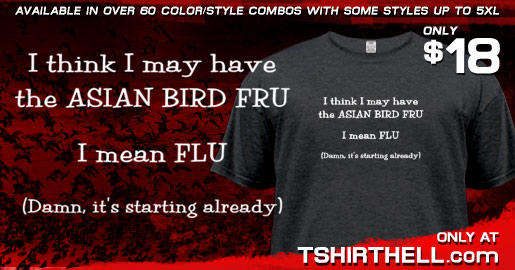 AVAILABLE IN OVER 60 COLOR/STYLE COMBOS WITH SOME STYLES UP TO 5XL
ONLY
$18
I think I may have
the ASIAN BIRD FRU
I mean FLU
(Damn, it's starting already)
I think I may have
the ASIAN BIRD FRU
I mean FLU
(Damn, it's starting already)
ONLY AT
TSHIRTHELL.com